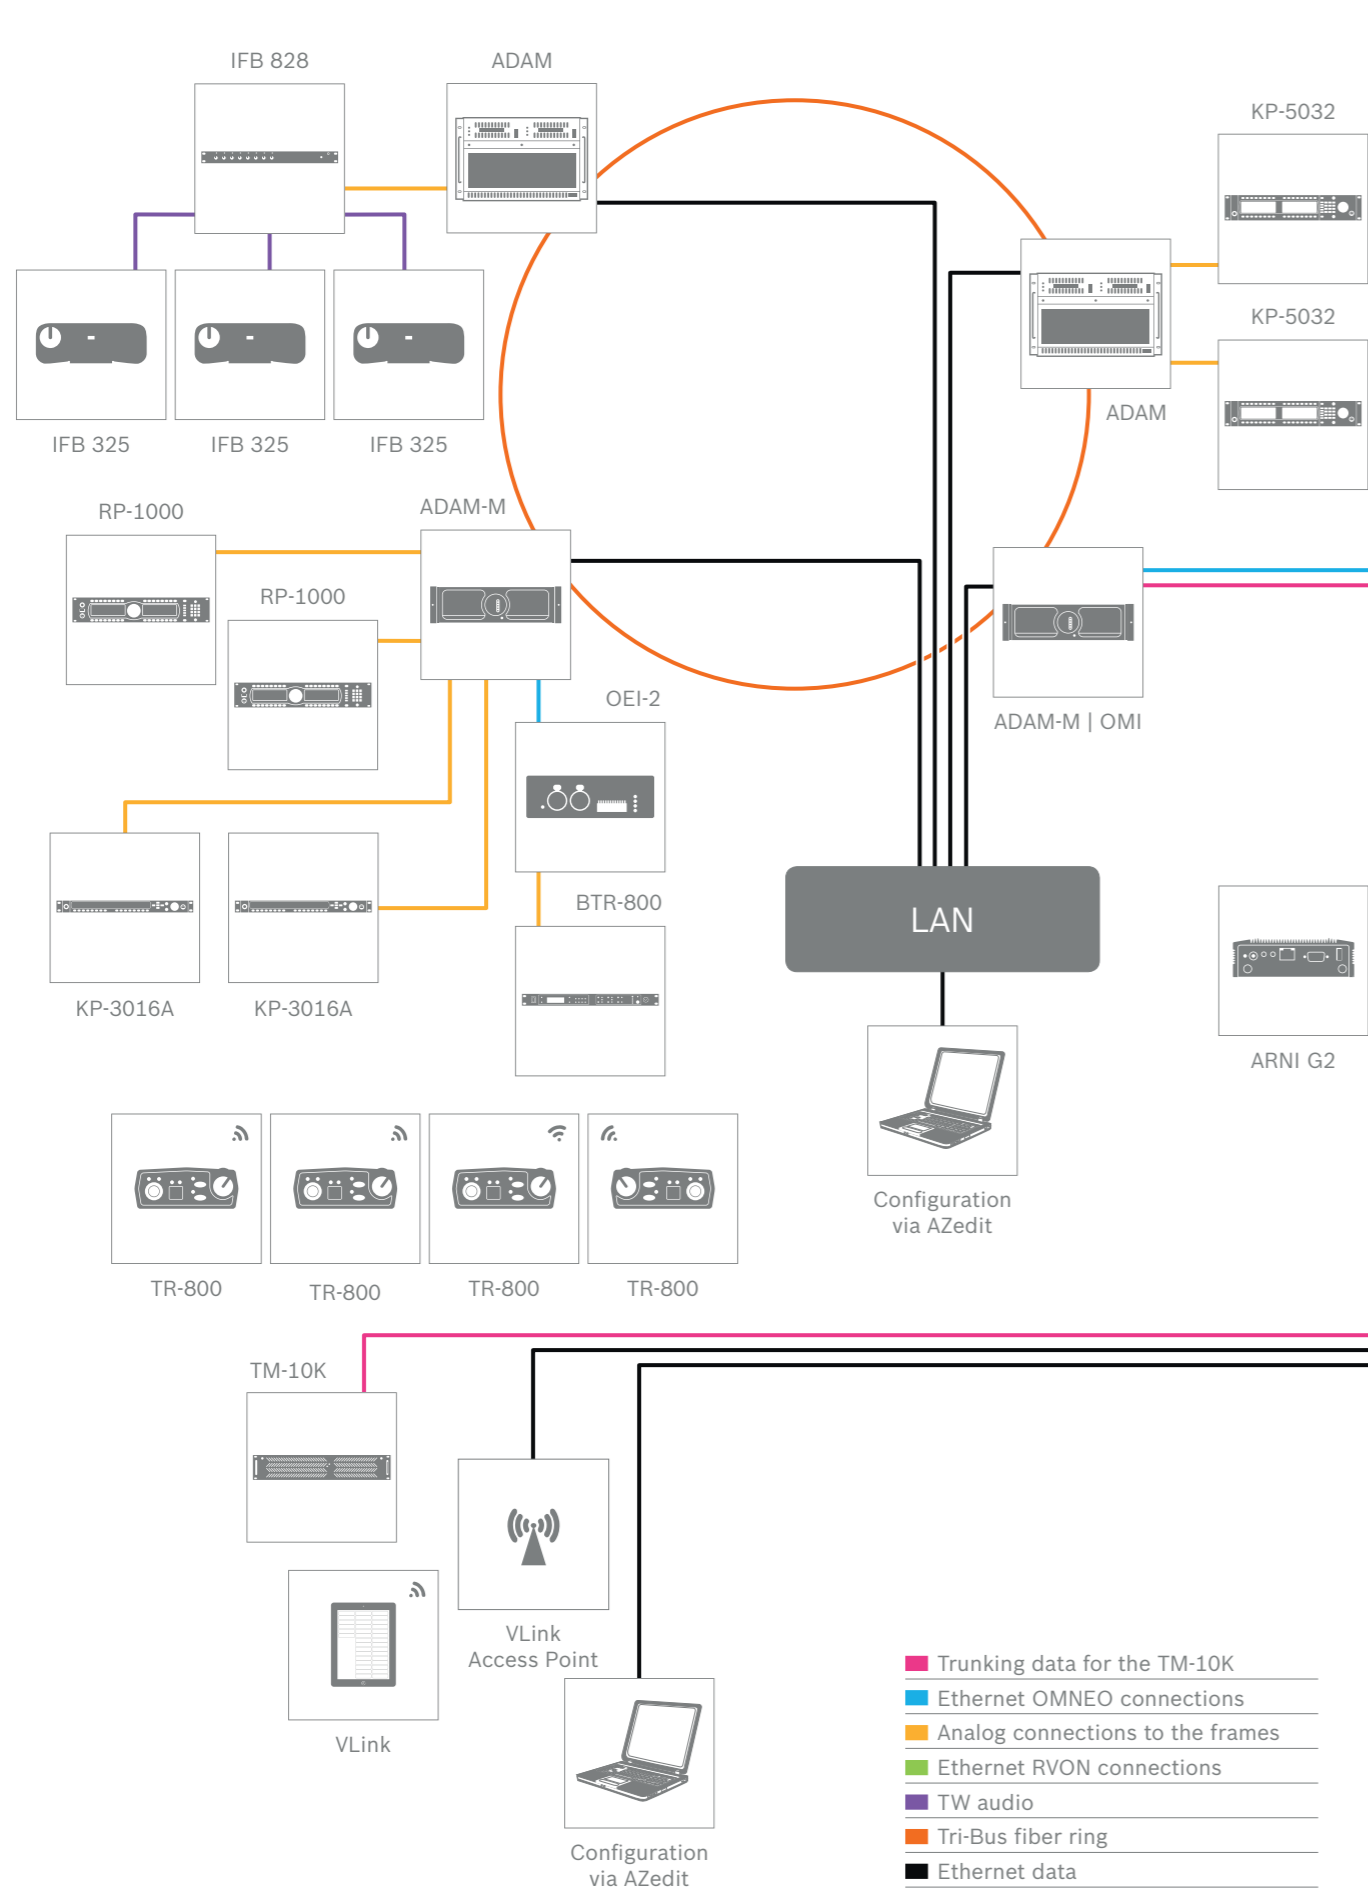 IFB 828
ADAM
KP-5032
KP-5032
ADAM
IFB 325
IFB 325
IFB 325
RP-1000
ADAM-M
RP-1000
OEI-2
ADAM-M | OMI
BTR-800
LAN
KP-3016A
KP-3016A
ARNI G2
Configuration
via AZedit
TR-800
TR-800
TR-800
TR-800
TM-10K
VLink
Access Point
VLink
Configuration
via AZedit
Trunking data for the TM-10K
Ethernet OMNEO connections
Analog connections to the frames
Ethernet RVON connections
TW audio
Tri-Bus fiber ring
Ethernet data